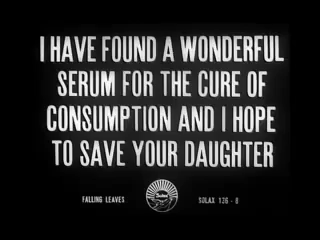 I HAVE FOUND A WONDERFUL
SERUM FOR THE CURE OF
CONSUMPTION AND I HOPE
TO SAVE YOUR DAUGHTER
FALLING LEAVES
Solax
SOLAX 126 - 8